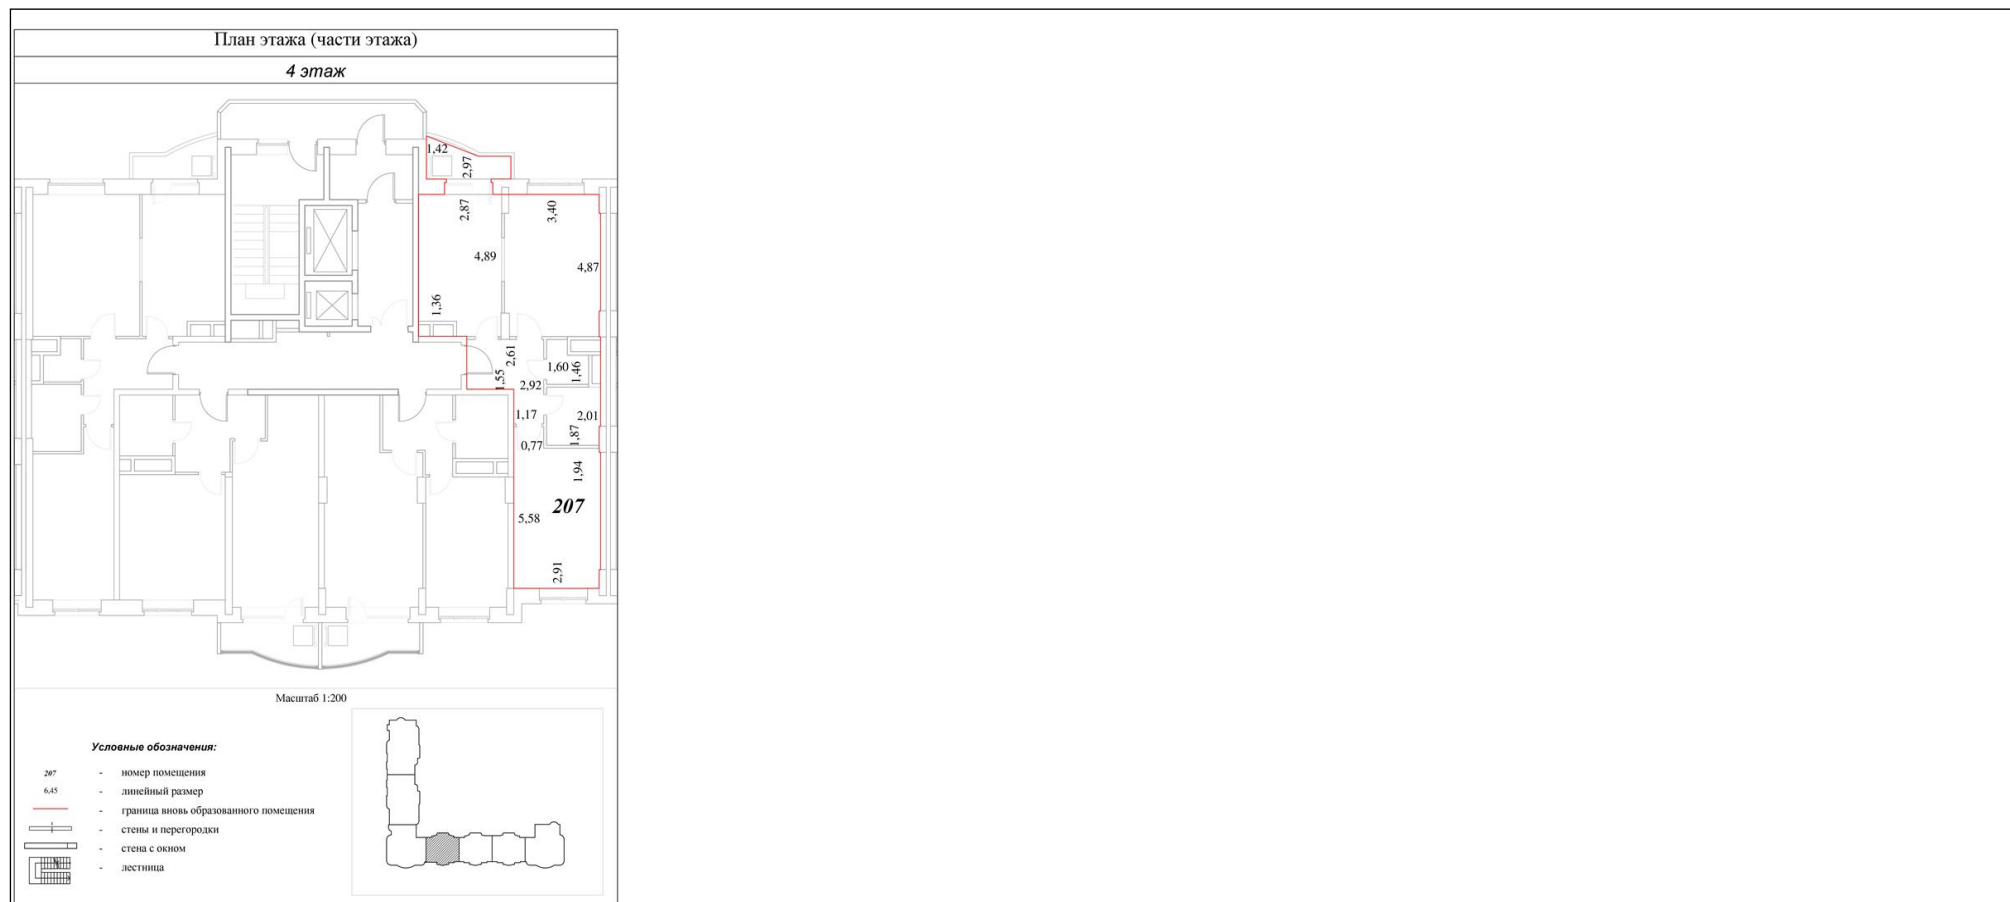 План этажа (части этажа)
4 этаж
1,42
2,97
2,87
3,40
4,89
4,87
1,36
2,61
1,60
1,46
1,55
2,92
1,17
2,01
1,87
0,77
1,94
207
5,58
2,91
Масштаб 1:200
Условные обозначения:
207 - номер помещения
6,45 - линейный размер
- граница вновь образованного помещения
- стены и перегородки
- стена с окном
- лестница